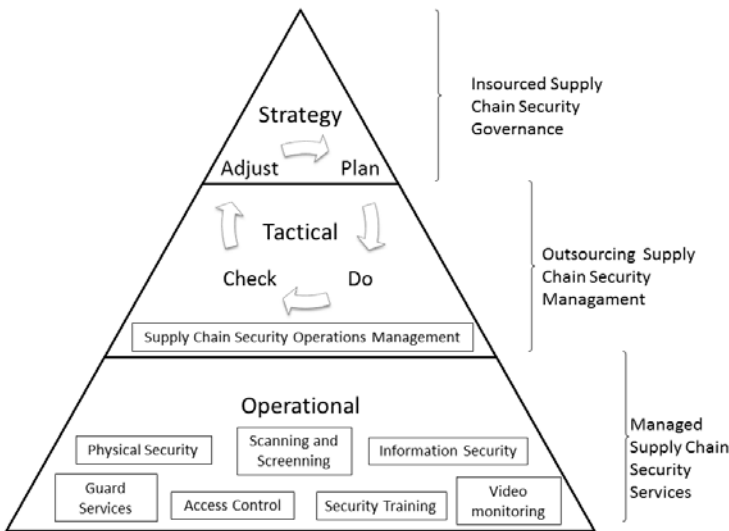 Strategy
Adjust
Plan
Insourced Supply
Chain Security
Governance
Tactical
Check
Do
Supply Chain Security Operations Management
Outsourcing Supply
Chain Security
Managament
Operational
Physical Security
Scanning and
Screenning
Information Security
Guard
Services
Access Control
Security Training
Video
monitoring
Managed
Supply Chain
Security
Services